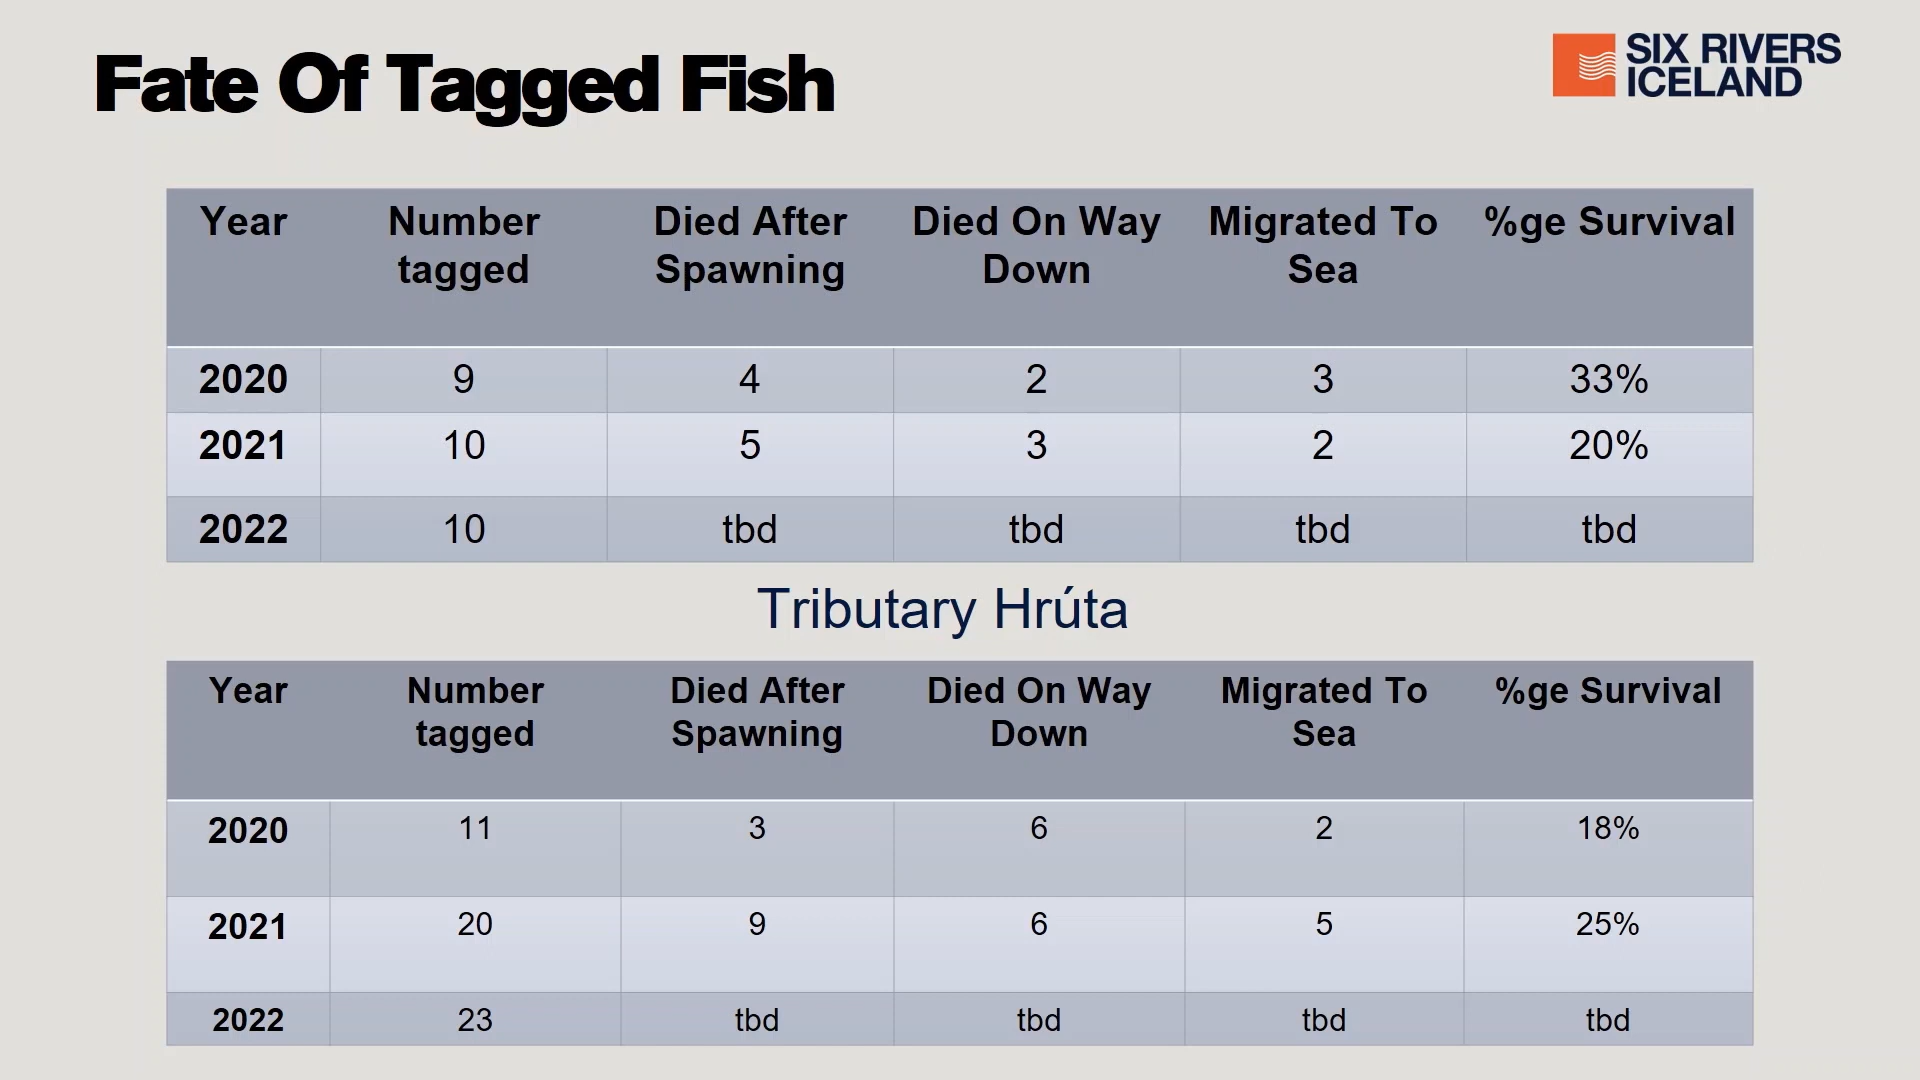 Fate Of Tagged Fish
SIX RIVERS
ICELAND
Year Number tagged Died After Spawning Died On Way Down Migrated To Sea %ge Survival
2020 9 4 2 3 33%
2021 10 5 3 2 20%
2022 10 tbd tbd tbd tbd
Tributary Hrúta
Year Number tagged Died After Spawning Died On Way Down Migrated To Sea %ge Survival
2020 11 3 6 2 18%
2021 20 9 6 5 25%
2022 23 tbd tbd tbd tbd